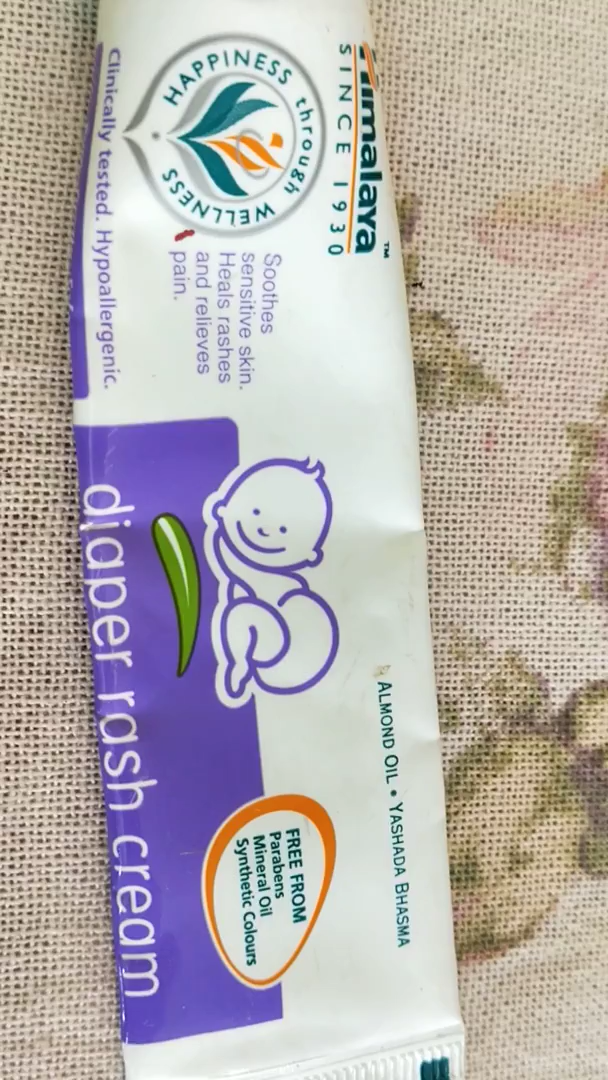 Himalaya™
SINCE 1930
HAPPINESS through WELLNESS
Soothes
sensitive skin.
Heals rashes
and relieves
pain.
Clinically tested. Hypoallergenic.
ALMOND OIL • YASHADA BHASMA
FREE FROM
Parabens
Mineral Oil
Synthetic Colours
diaper rash cream